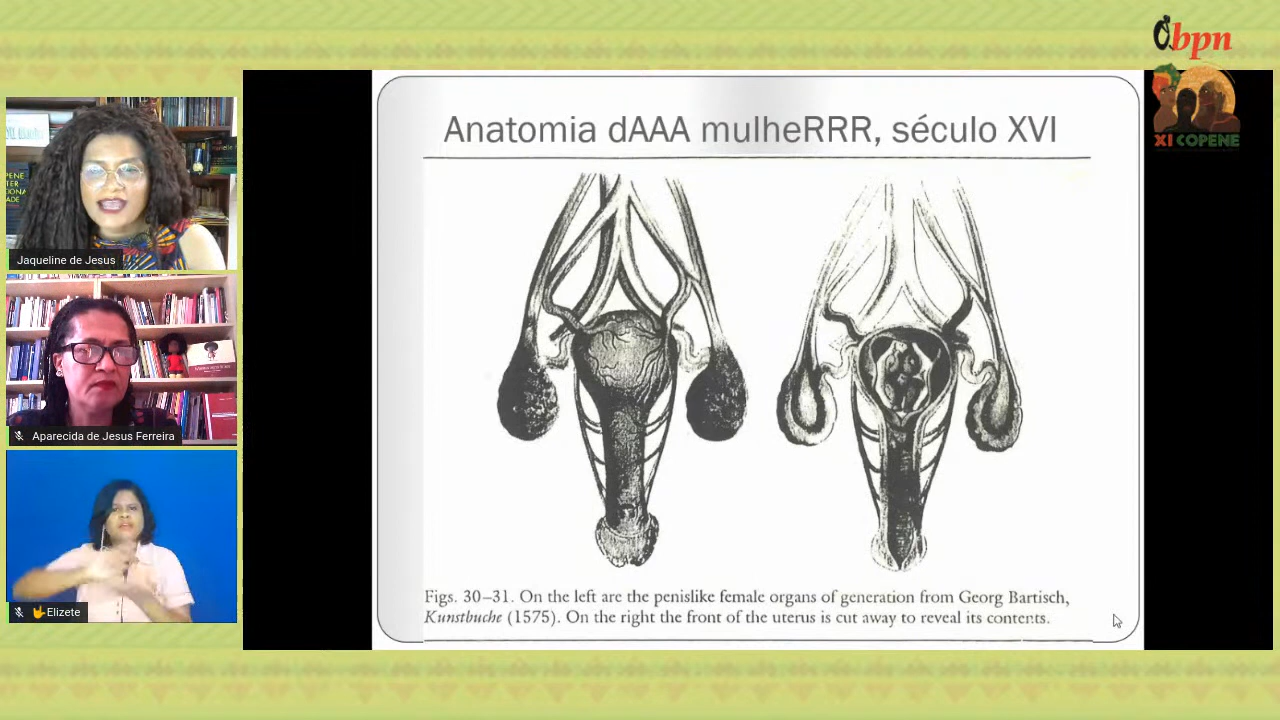 Obpn
XI COPENE
Anatomia dAAA mulheRRR, século XVI
Jaqueline de Jesus
Aparecida de Jesus Ferreira
🤟Elizete
Figs. 30–31. On the left are the penislike female organs of generation from Georg Bartisch,
Kunstbuche (1575). On the right the front of the uterus is cut away to reveal its contents.